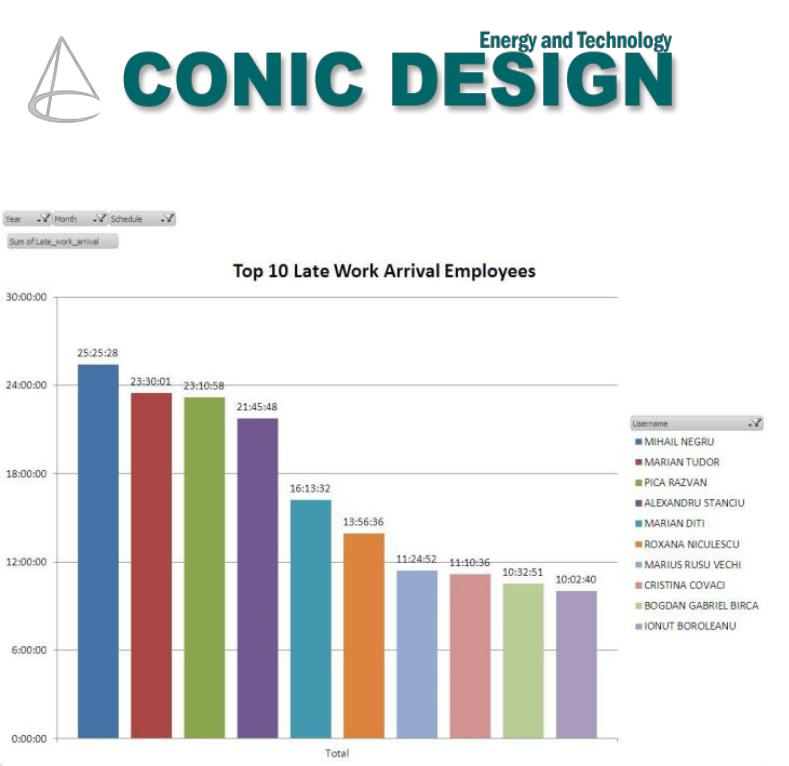 Energy and Technology
CONIC DESIGN
Year Month Schedule
Sum of Late_work_arrival
Top 10 Late Work Arrival Employees
30:00:00
25:25:28
23:30:01 23:10:58
24:00:00
21:45:48
Username
MIHAIL NEGRU
MARIAN TUDOR
18:00:00
PICA RAZVAN
16:13:32
ALEXANDRU STANCIU
13:56:36
MARIAN DITI
ROXANA NICULESCU
12:00:00
11:24:52 11:10:36
MARIUS RUSU VECHI
10:32:51
10:02:40
CRISTINA COVACI
BOGDAN GABRIEL BIRCA
IONUT BOROLEANU
6:00:00
0:00:00
Total